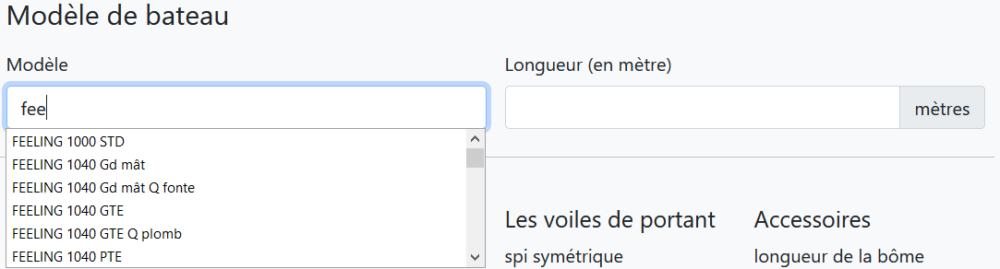 Modèle de bateau
Modèle
Longueur (en mètre)
fee
mètres
FEELING 1000 STD
FEELING 1040 Gd mât
FEELING 1040 Gd mât Q fonte
FEELING 1040 GTE
FEELING 1040 GTE Q plomb
FEELING 1040 PTE
Les voiles de portant
Accessoires
spi symétrique
longueur de la bôme